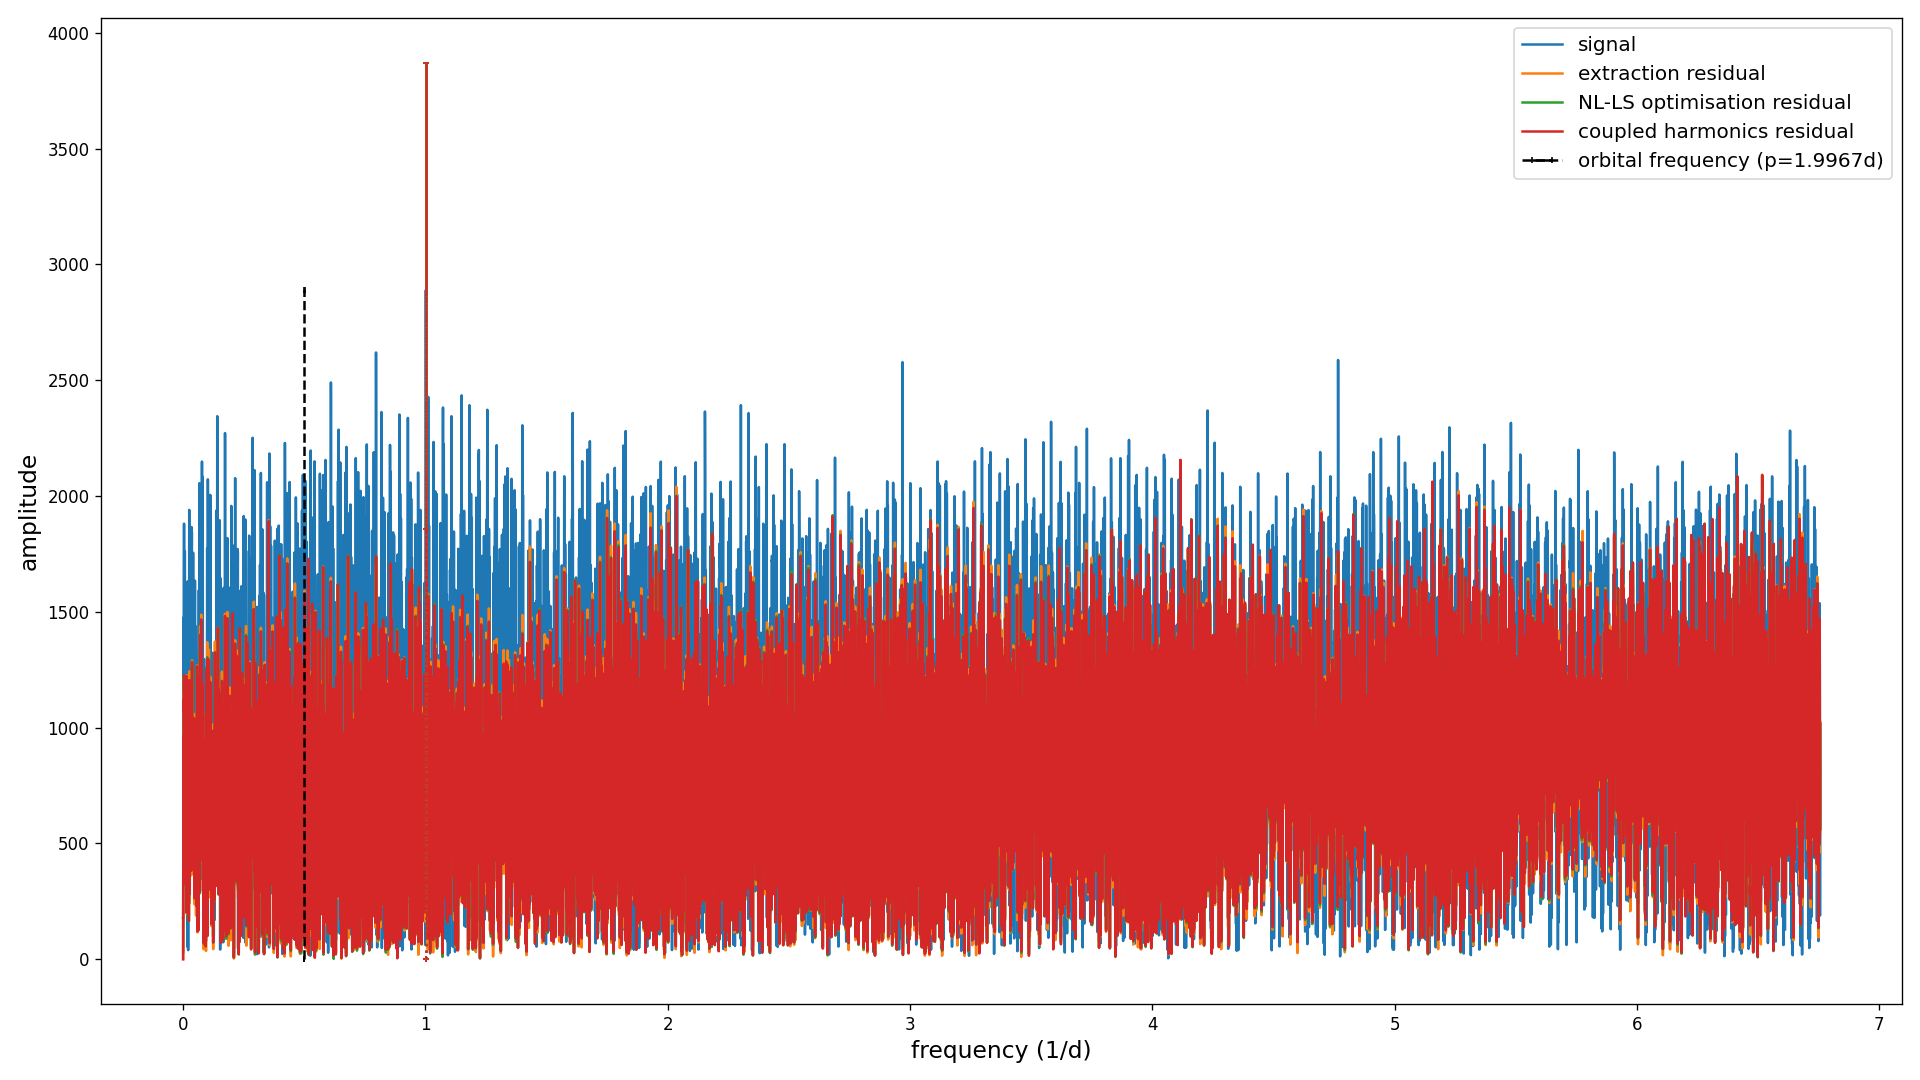 signal
extraction residual
NL-LS optimisation residual
coupled harmonics residual
orbital frequency (p=1.9967d)
amplitude
4000
3500
3000
2500
2000
1500
1000
500
0
0 1 2 3 4 5 6 7
frequency (1/d)